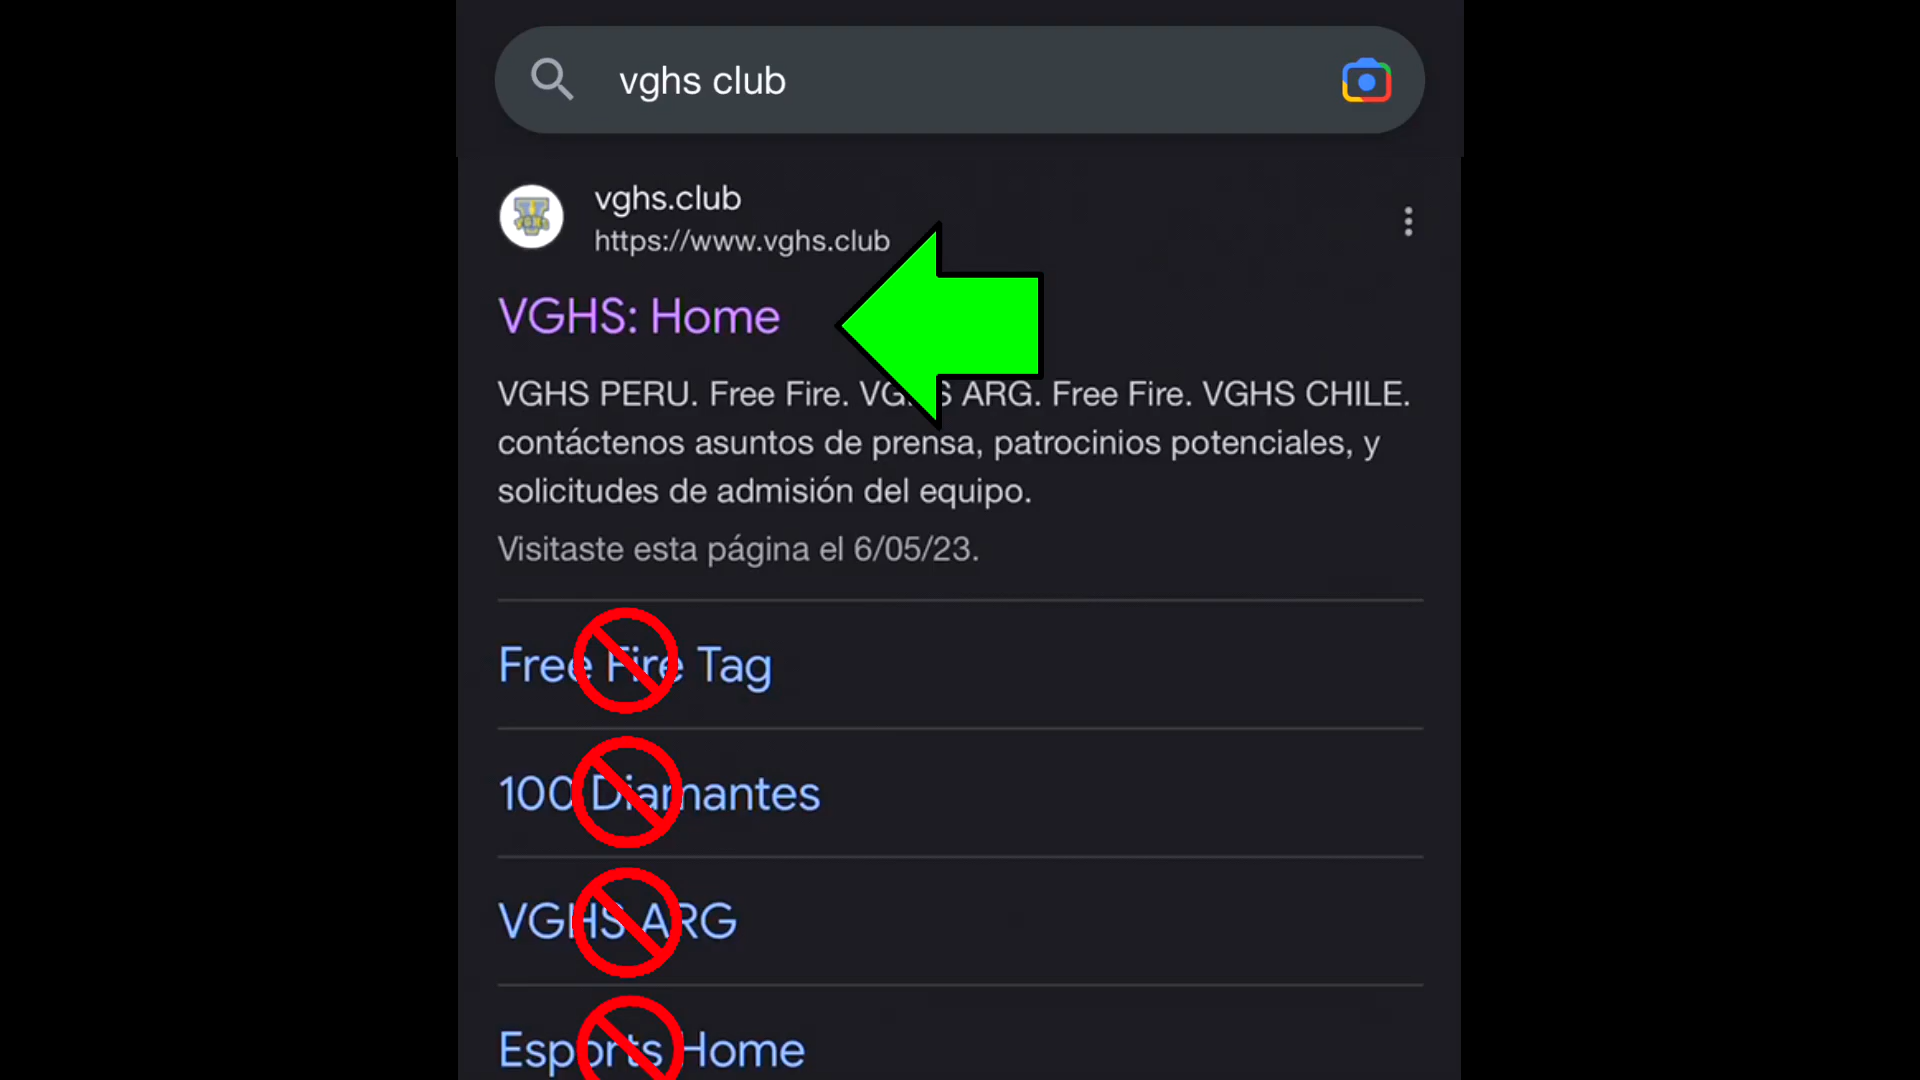 vghs club
vghs.club
https://www.vghs.club
VGHS: Home
VGHS PERU. Free Fire. VGHS ARG. Free Fire. VGHS CHILE.
contáctenos asuntos de prensa, patrocinios potenciales, y
solicitudes de admisión del equipo.
Visitaste esta página el 6/05/23.
Free Fire Tag
100 Diamantes
VGHS ARG
Esports Home